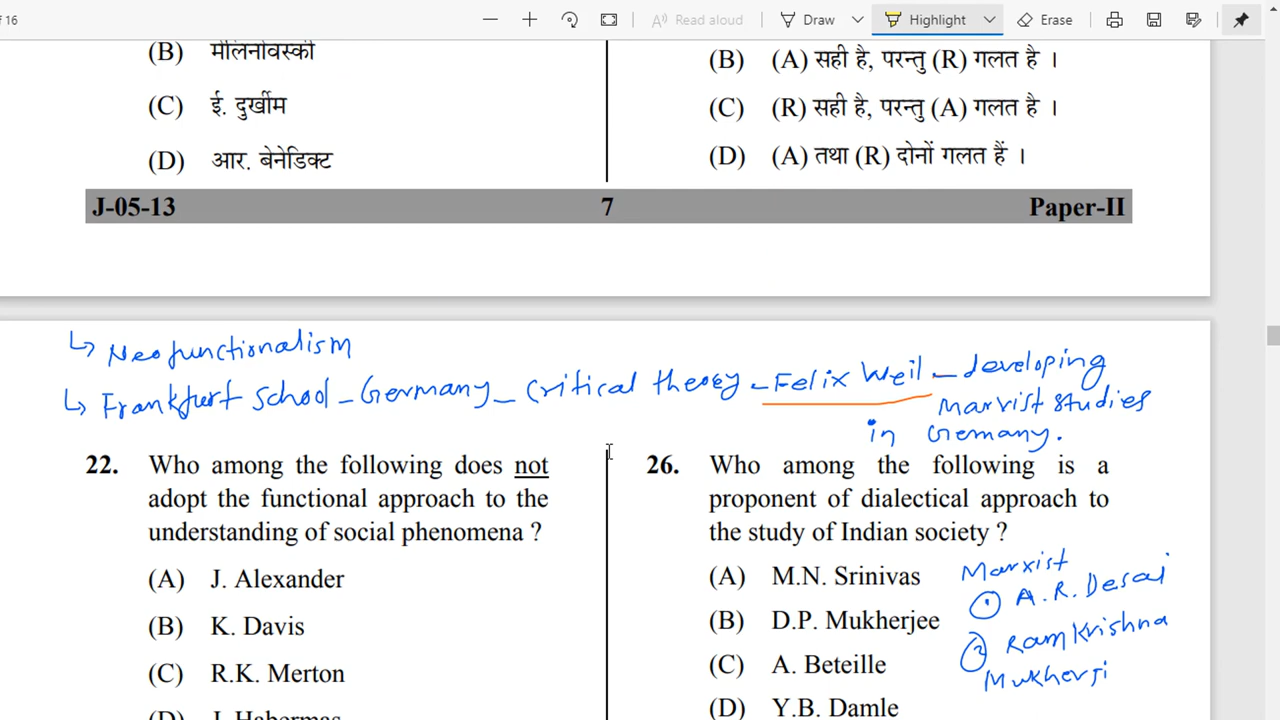 of 16
Read aloud
Draw
Highlight
Erase
(B) मेलिनोवस्की
(C) ई. दुर्खीम
(D) आर. बेनेडिक्ट
(B) (A) सही है, परन्तु (R) गलत है ।
(C) (R) सही है, परन्तु (A) गलत है ।
(D) (A) तथा (R) दोनों गलत हैं ।
J-05-13 7 Paper-II
↳ Neofunctionalism
↳ Frankfurt School - Germany - Critical theory - Felix Weil - developing
Marxist studies
in Germany.
22. Who among the following does not
adopt the functional approach to the
understanding of social phenomena ?
(A) J. Alexander
(B) K. Davis
(C) R.K. Merton
(D) J. Habermas
26. Who among the following is a
proponent of dialectical approach to
the study of Indian society ?
(A) M.N. Srinivas
(B) D.P. Mukherjee
(C) A. Beteille
(D) Y.B. Damle
Marxist
① A.R. Desai
② Ramkrishna
Mukherji